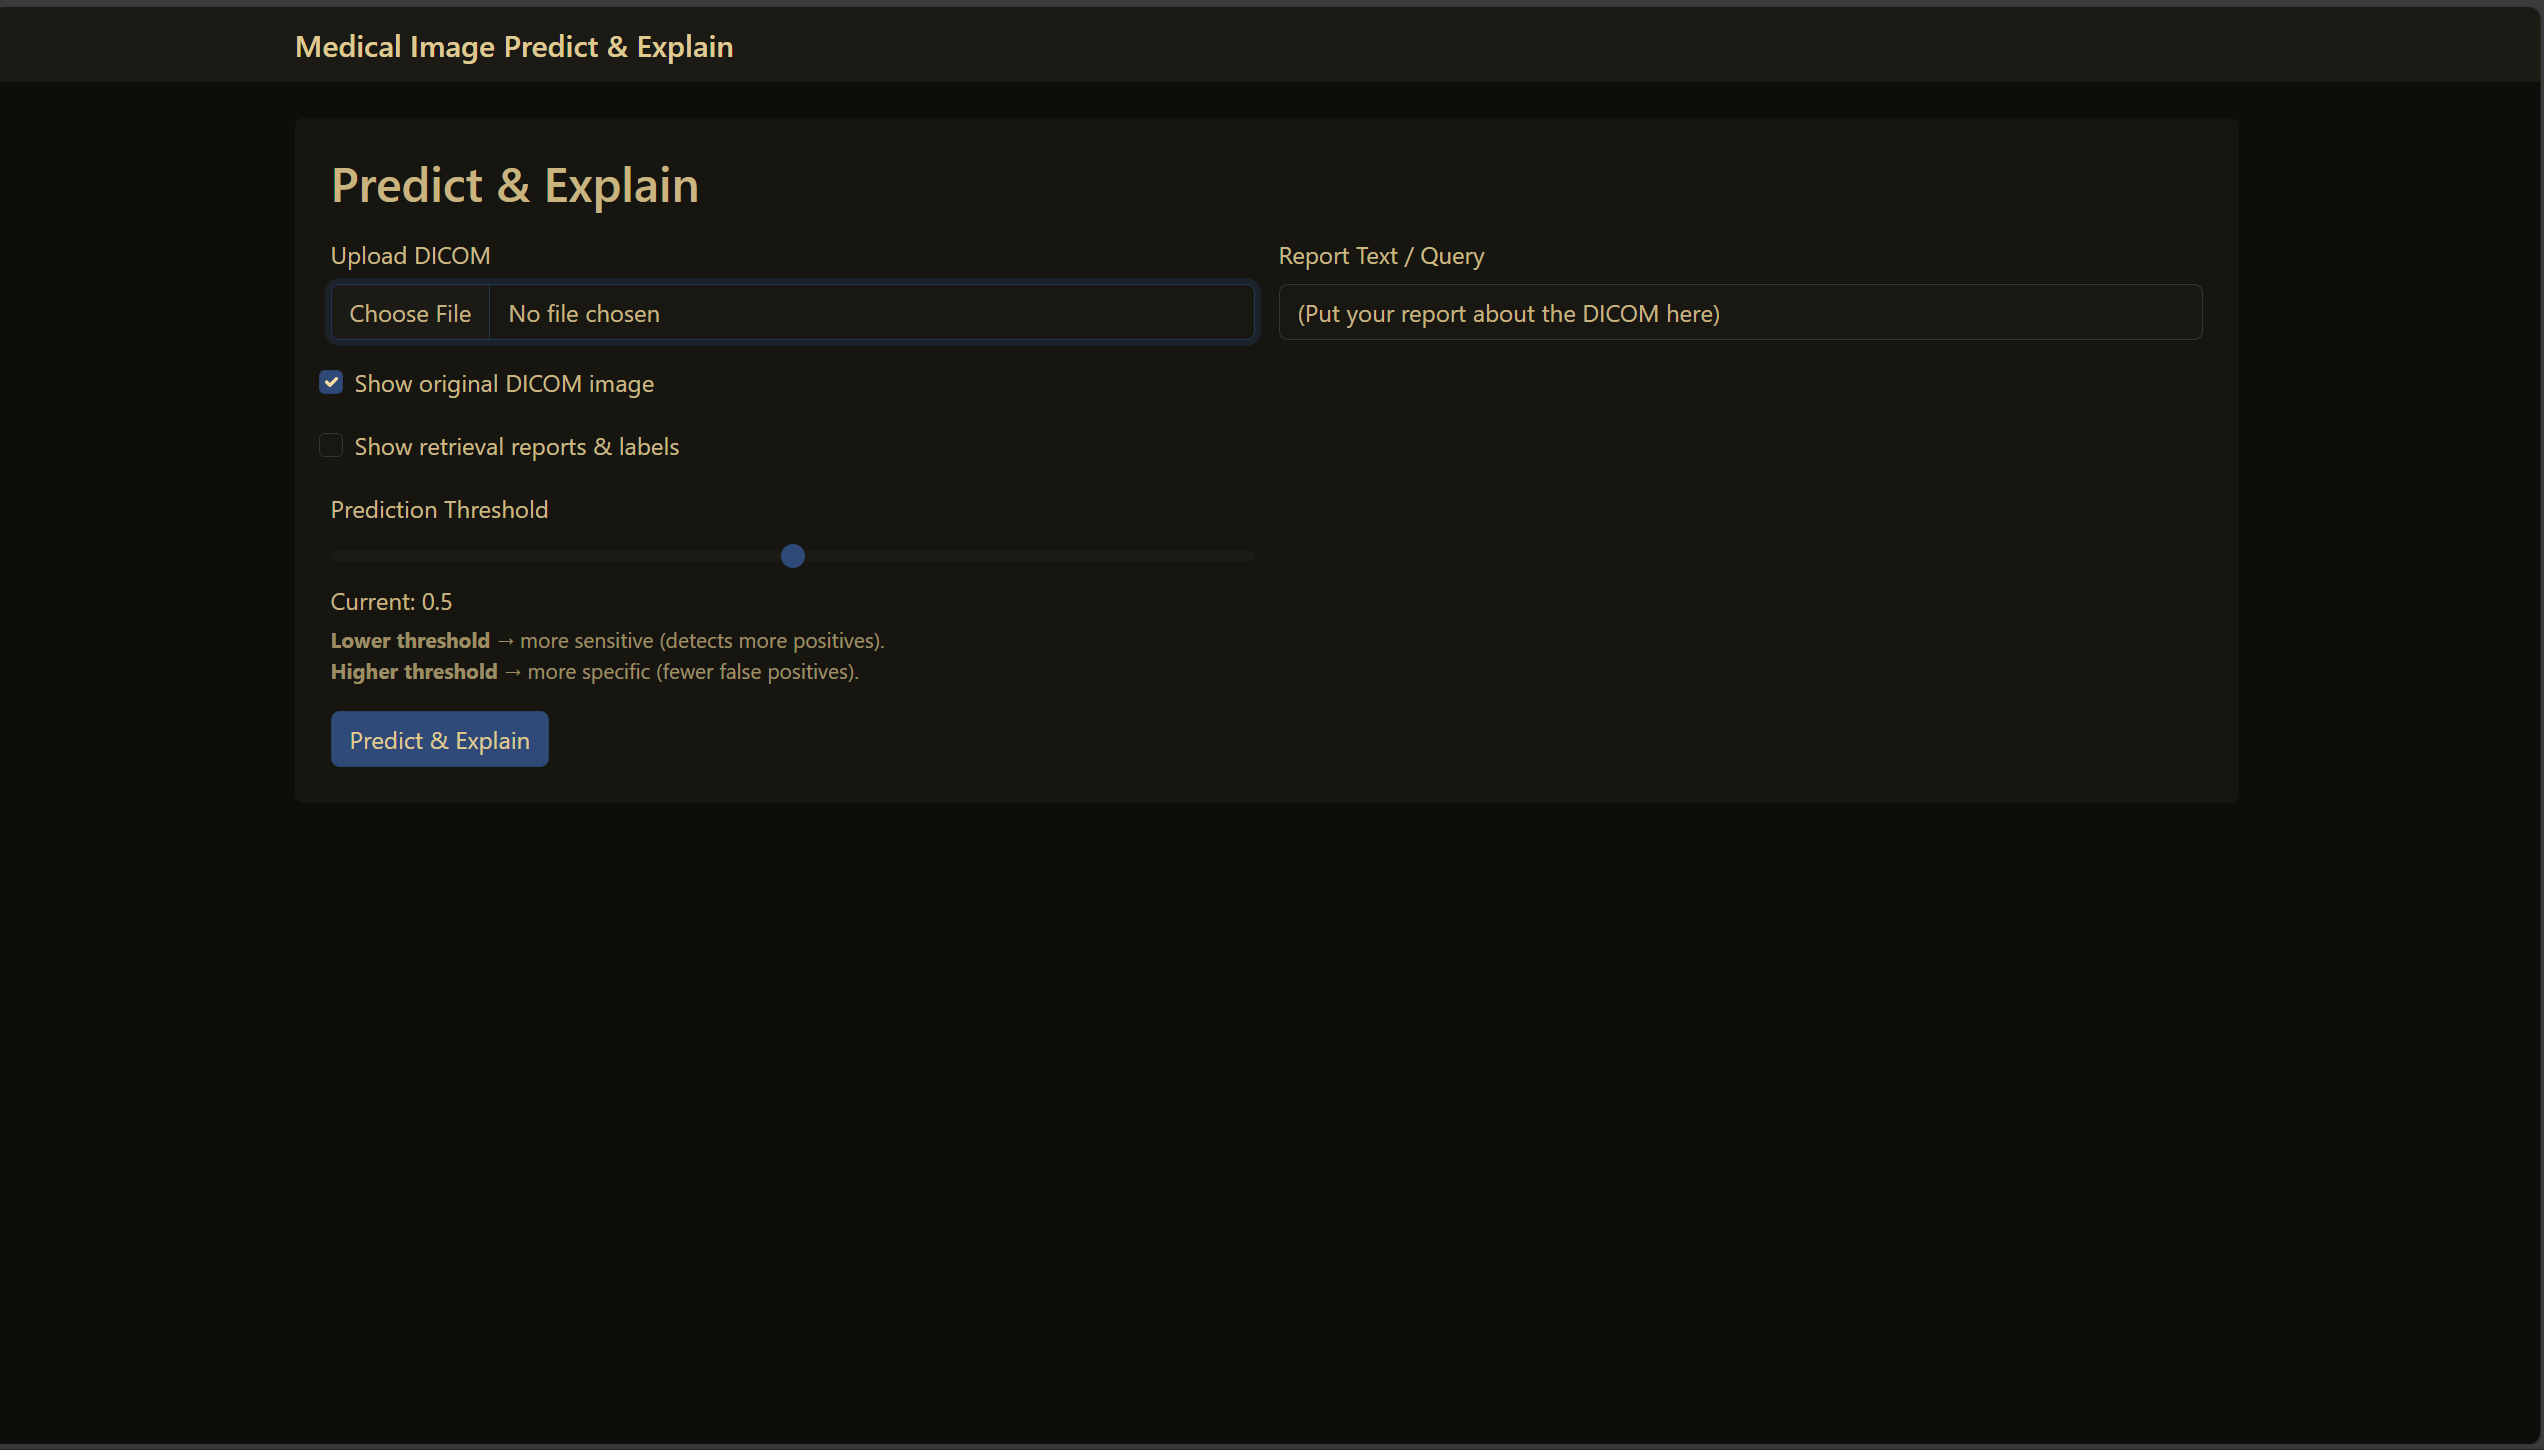 Medical Image Predict & Explain
Predict & Explain
Upload DICOM
Choose File No file chosen
Report Text / Query
(Put your report about the DICOM here)
Show original DICOM image
Show retrieval reports & labels
Prediction Threshold
Current: 0.5
Lower threshold → more sensitive (detects more positives).
Higher threshold → more specific (fewer false positives).
Predict & Explain